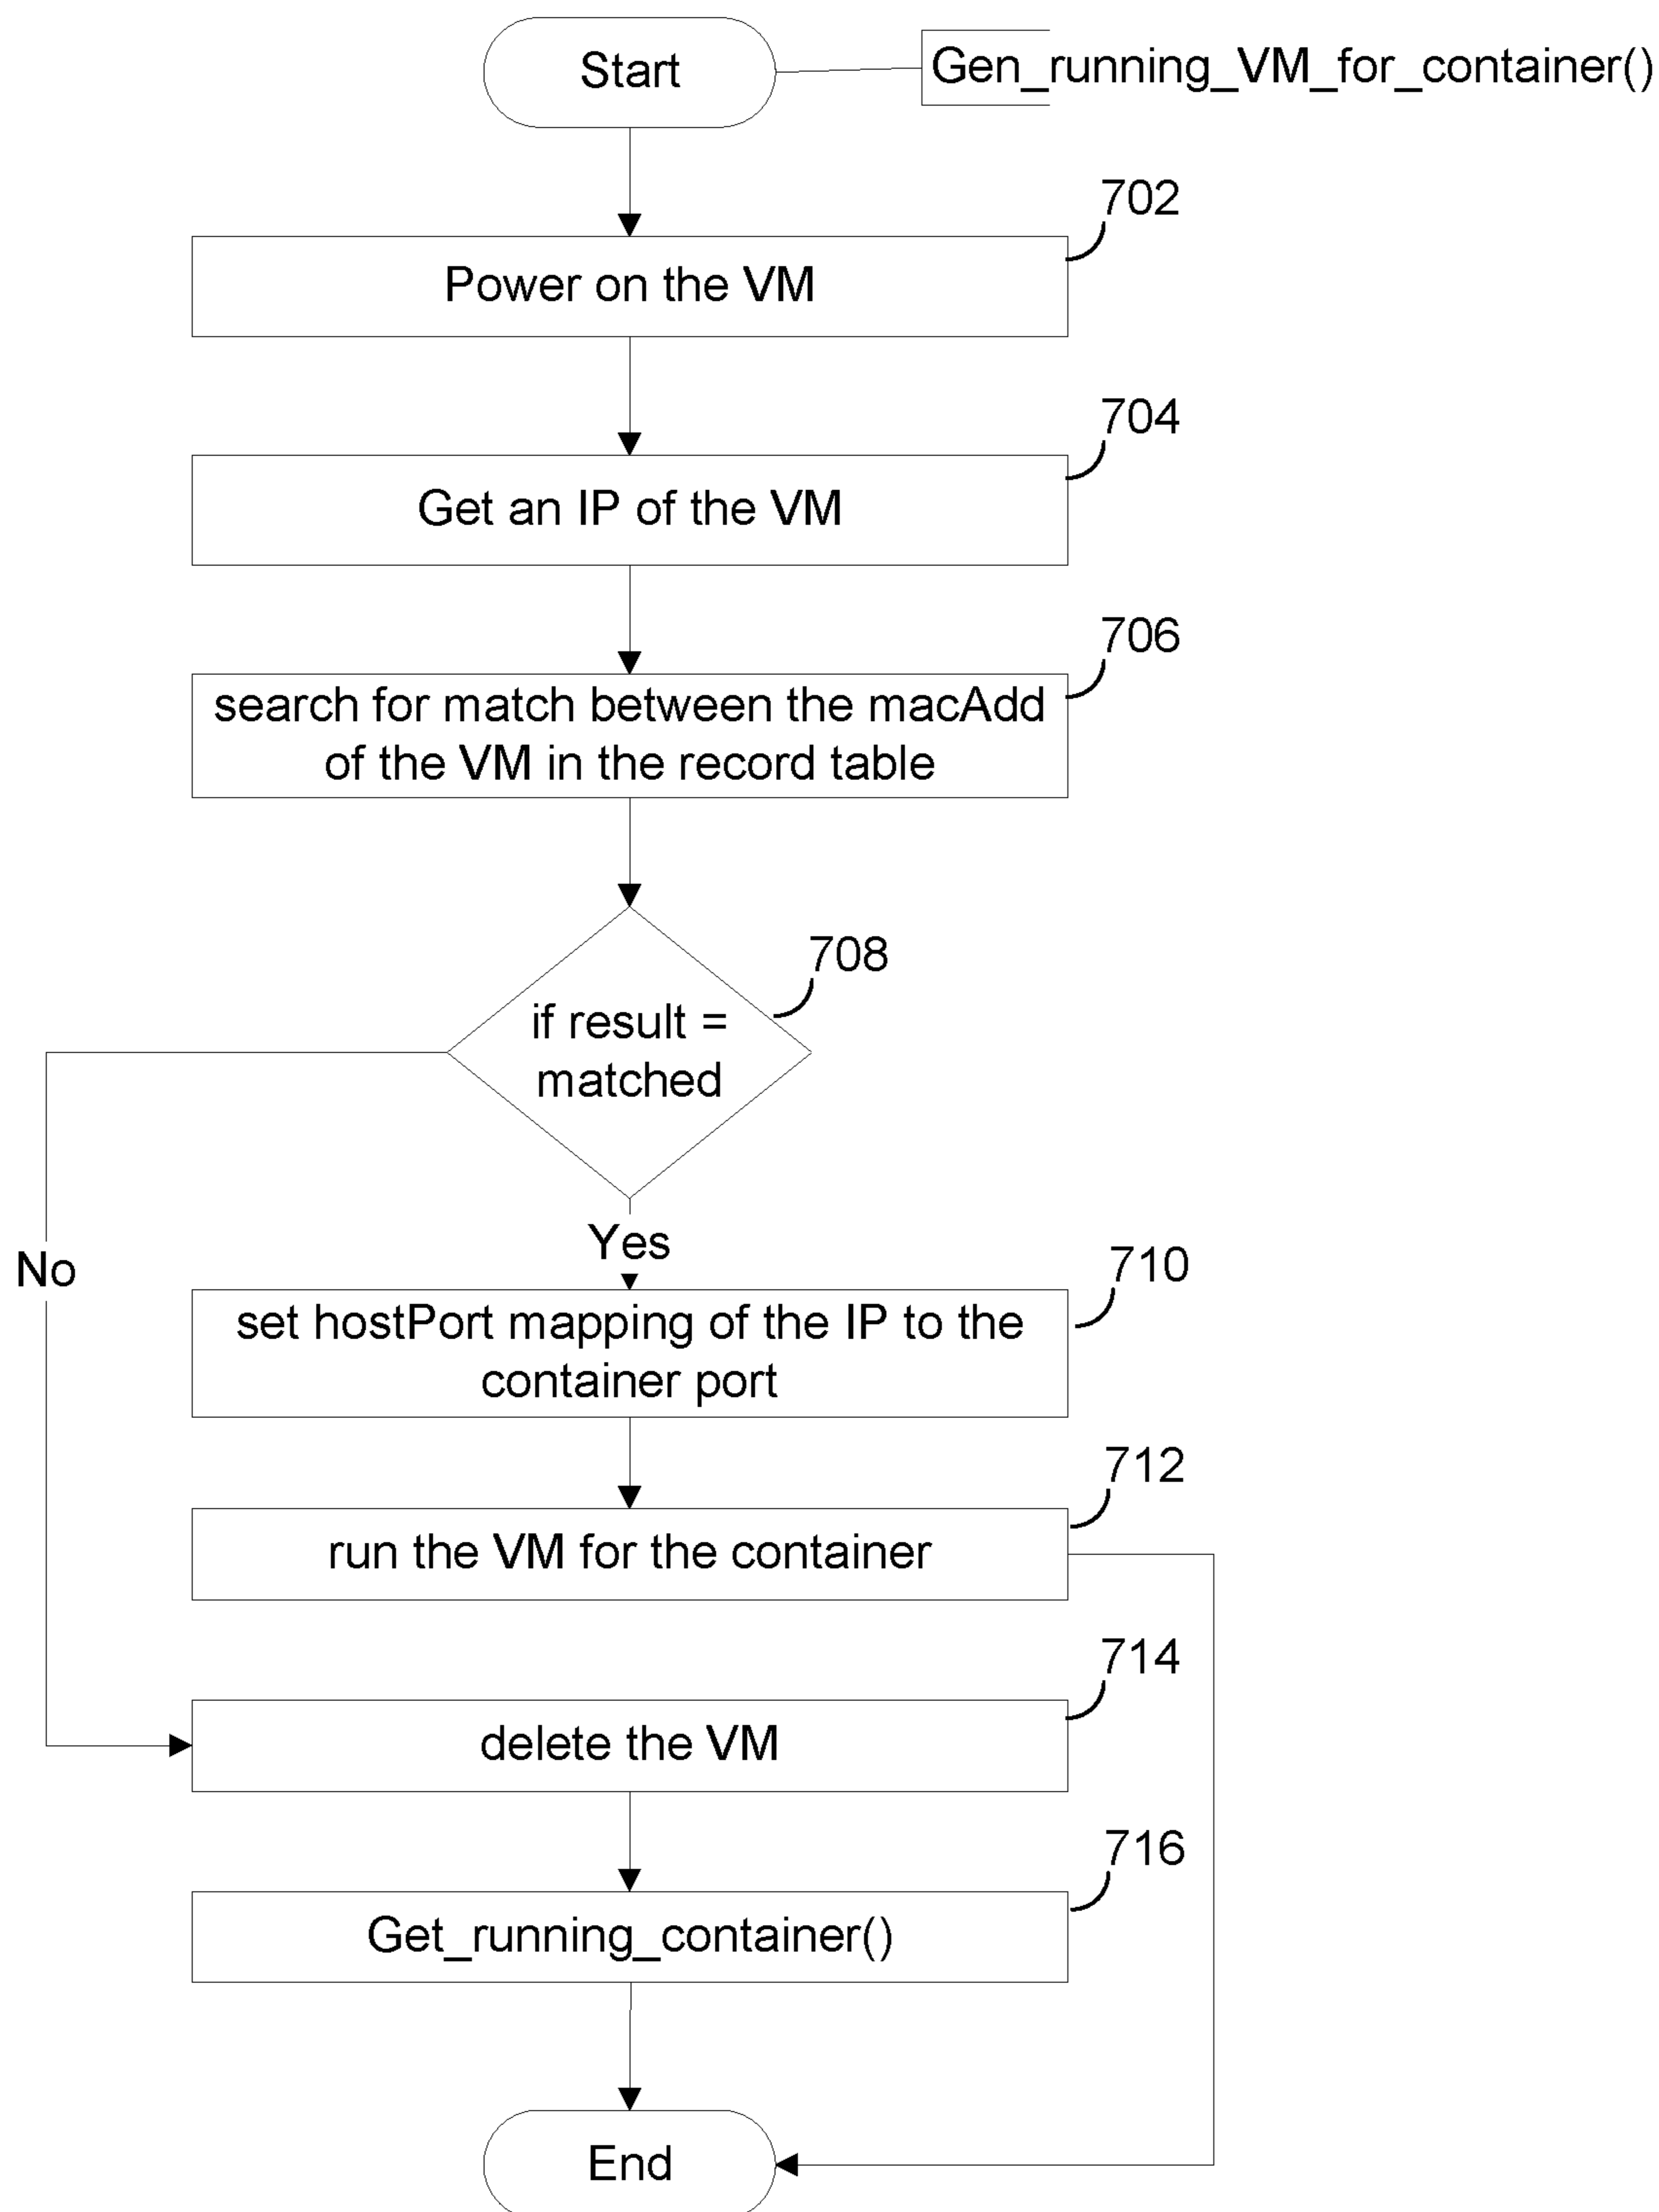 Start
Gen_running_VM_for_container()
702
Power on the VM
704
Get an IP of the VM
706
search for match between the macAdd
of the VM in the record table
708
if result =
matched
Yes
No
710
set hostPort mapping of the IP to the
container port
712
run the VM for the container
714
delete the VM
716
Get_running_container()
End